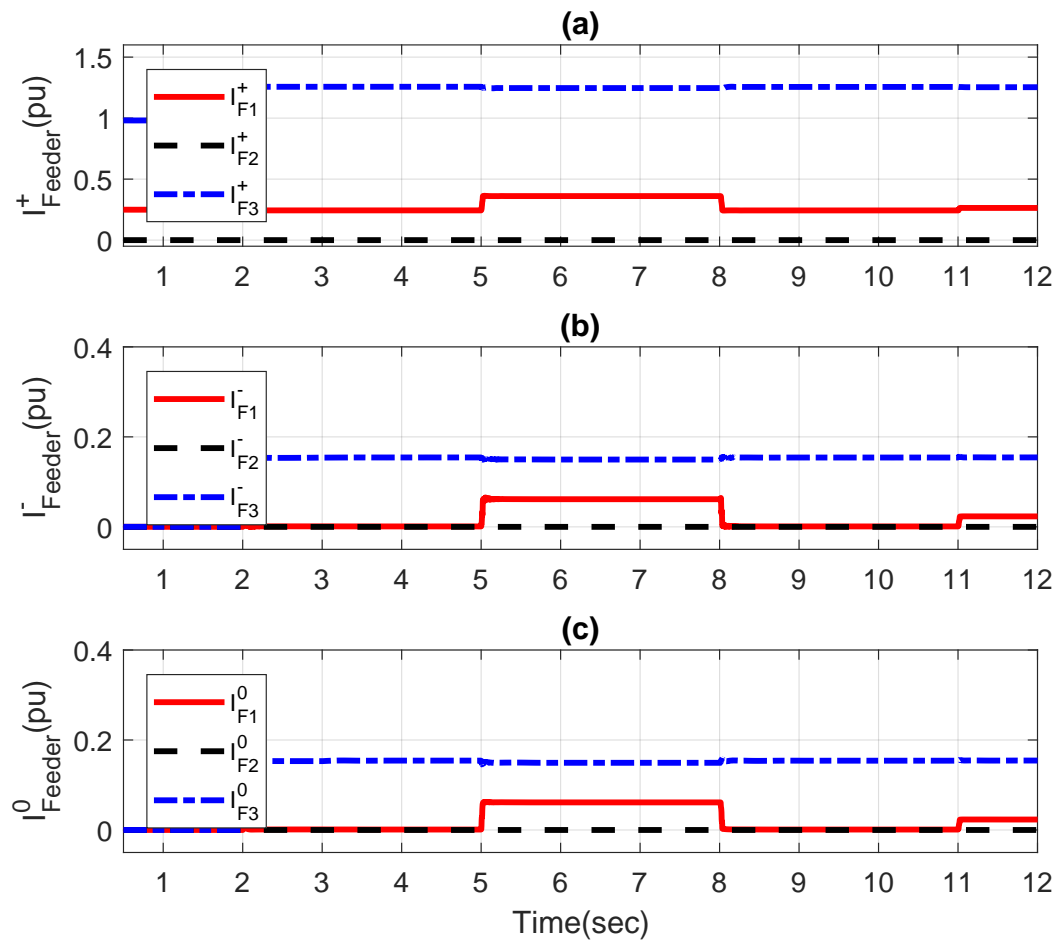 (a)
1.5
1
0.5
0
I⁺Feeder(pu)
I⁺F1
I⁺F2
I⁺F3
1 2 3 4 5 6 7 8 9 10 11 12
(b)
0.4
0.2
0
I⁻Feeder(pu)
I⁻F1
I⁻F2
I⁻F3
1 2 3 4 5 6 7 8 9 10 11 12
(c)
0.4
0.2
0
I⁰Feeder(pu)
I⁰F1
I⁰F2
I⁰F3
1 2 3 4 5 6 7 8 9 10 11 12
Time(sec)